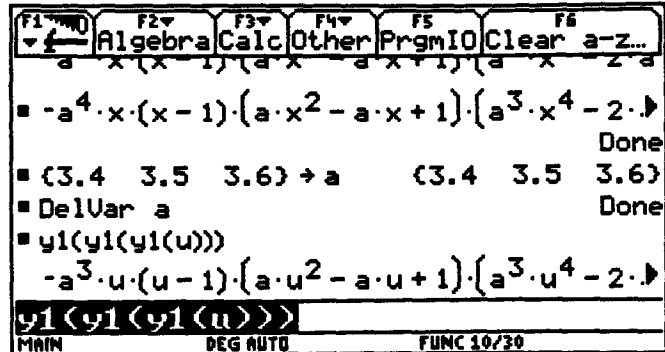 F1 F2 F3 F4 F5 F6
Algebra Calc Other PrgmIO Clear a-z…
-a⁴·x·(x - 1)·(a·x² - a·x + 1)·(a³·x⁴ - 2·▶
Done
{3.4 3.5 3.6} → a {3.4 3.5 3.6}
DelVar a Done
y1(y1(y1(u)))
-a³·u·(u - 1)·(a·u² - a·u + 1)·(a³·u⁴ - 2·▶
y1(y1(y1(u)))
MAIN DEG AUTO FUNC 10/30